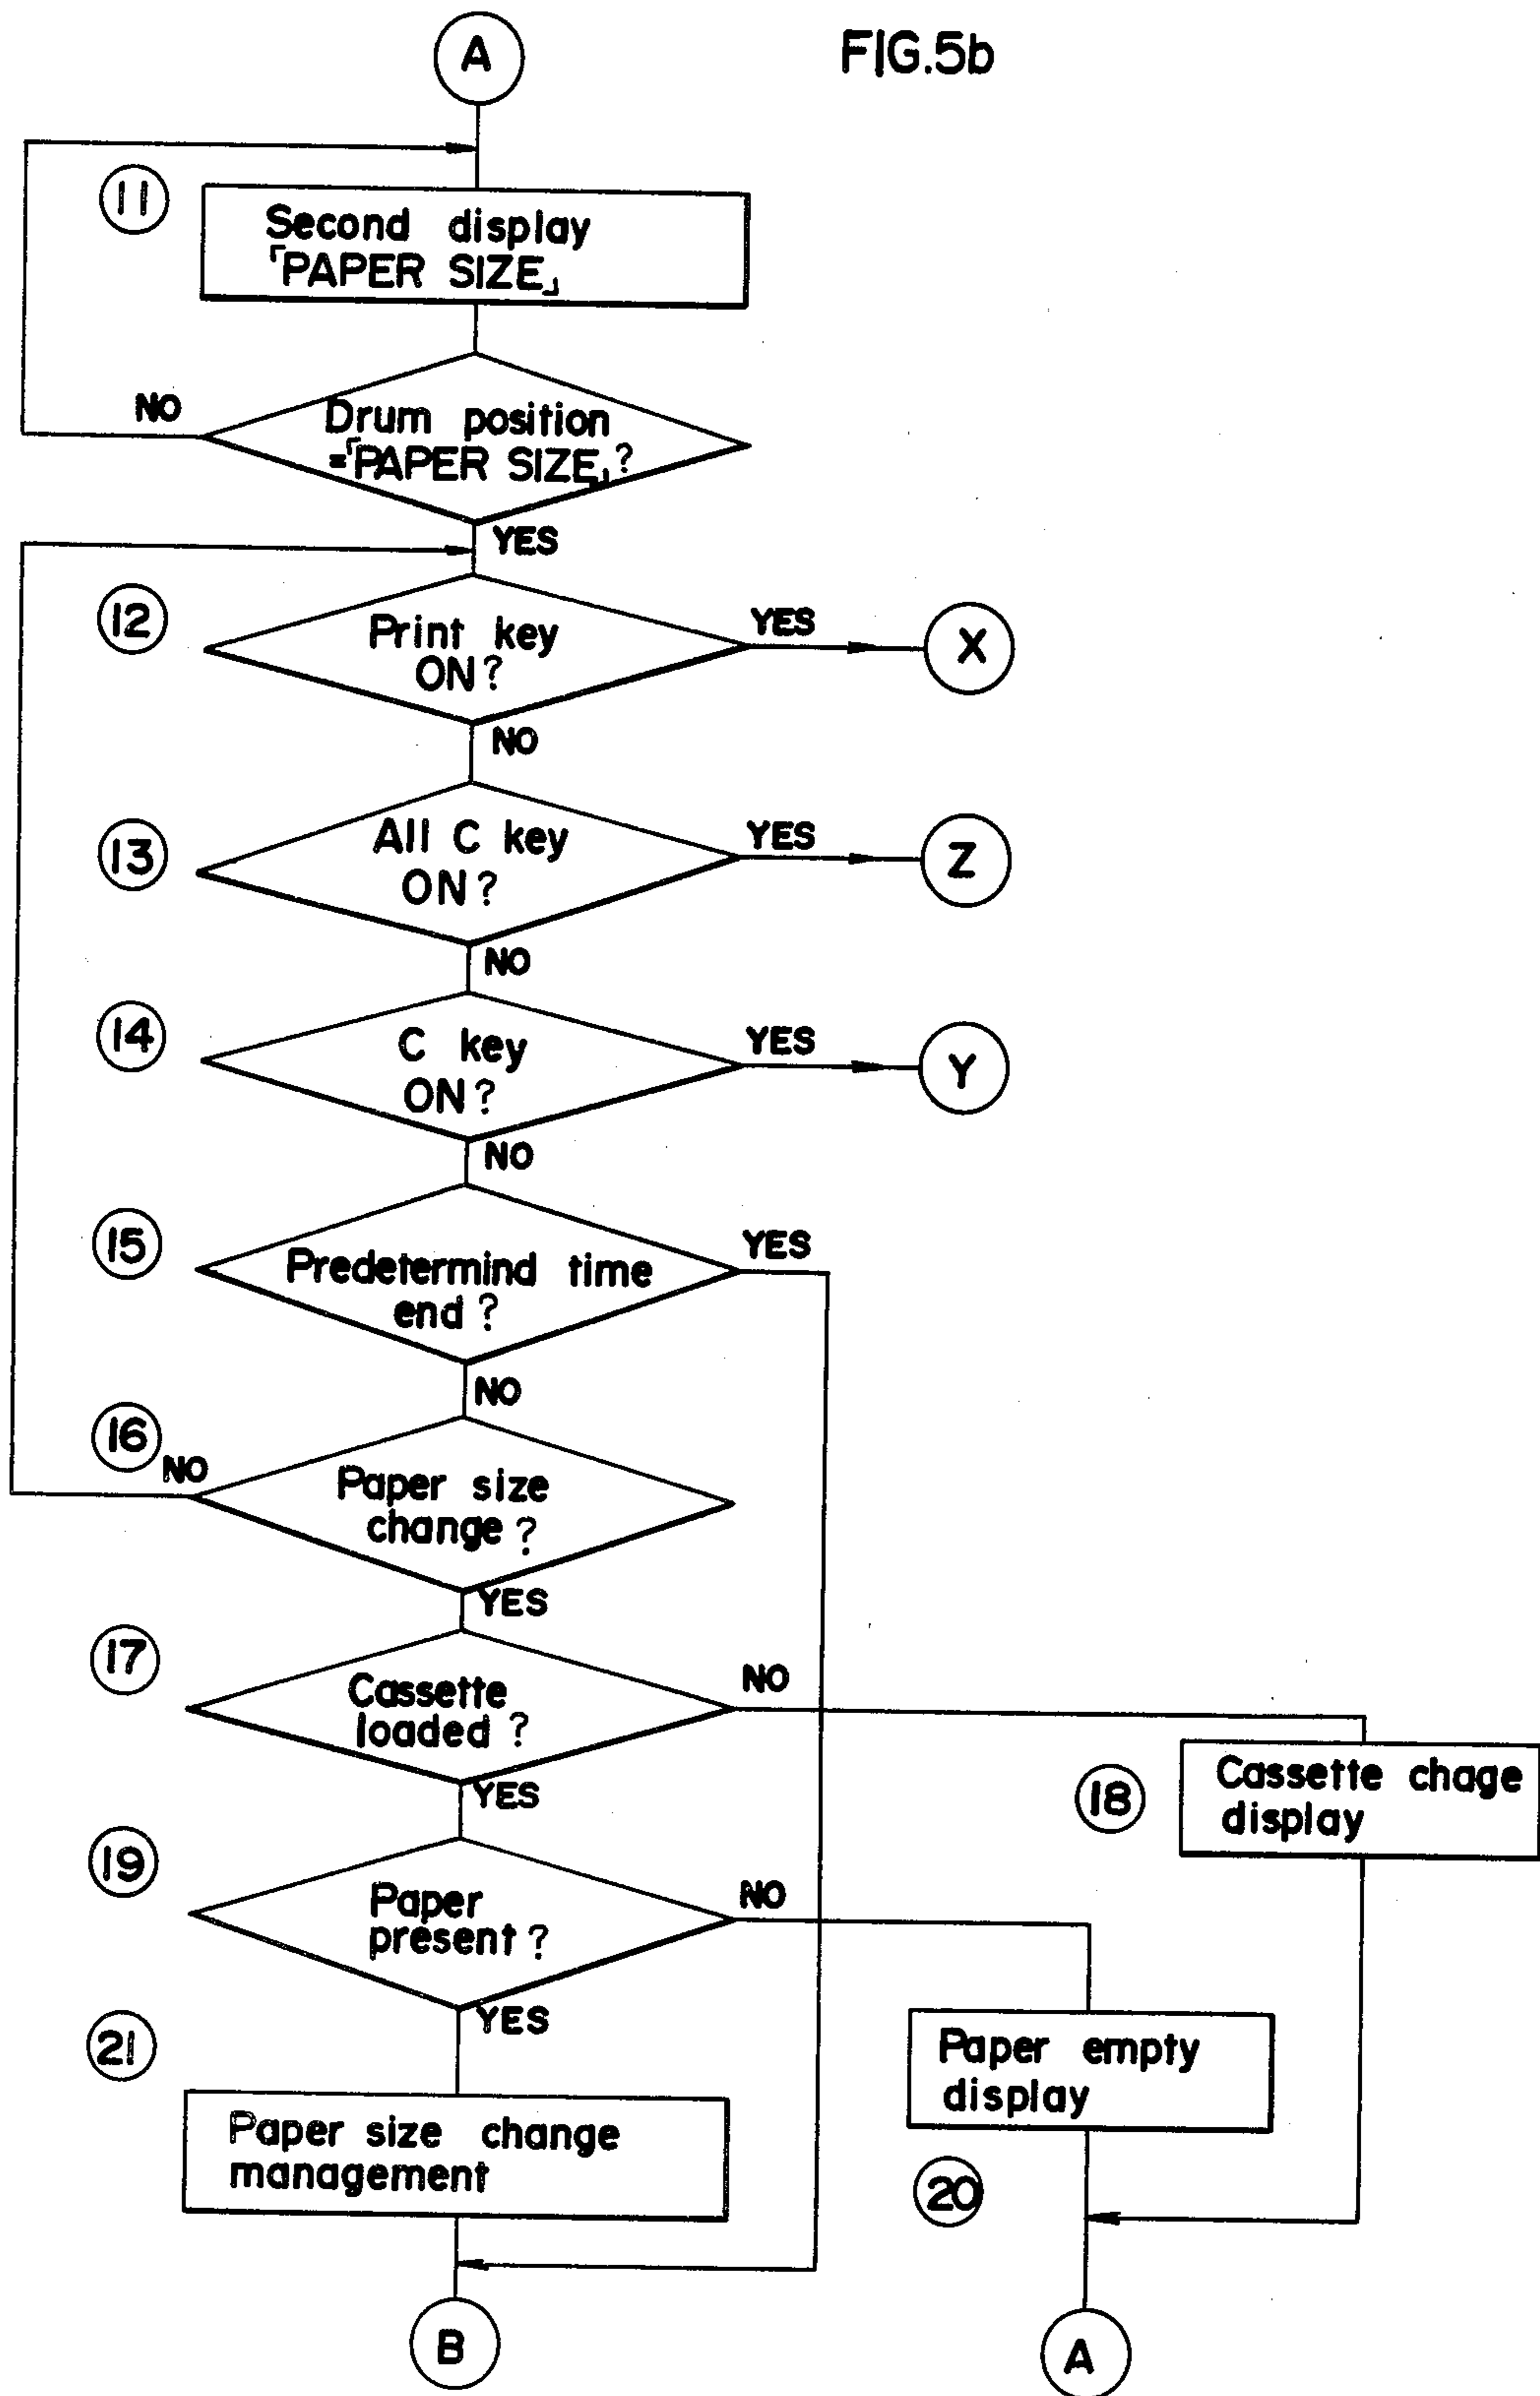 A
FIG.5b
11
Second display
「PAPER SIZE」
NO
Drum position
=「PAPER SIZE」?
YES
12
Print key
ON?
YES
X
NO
13
All C key
ON?
YES
Z
NO
14
C key
ON?
YES
Y
NO
15
Predetermind time
end?
YES
NO
16
NO
Paper size
change?
YES
17
Cassette
loaded?
NO
18
Cassette chage
display
YES
19
Paper
present?
NO
YES
21
Paper empty
display
20
Paper size change
management
B
A